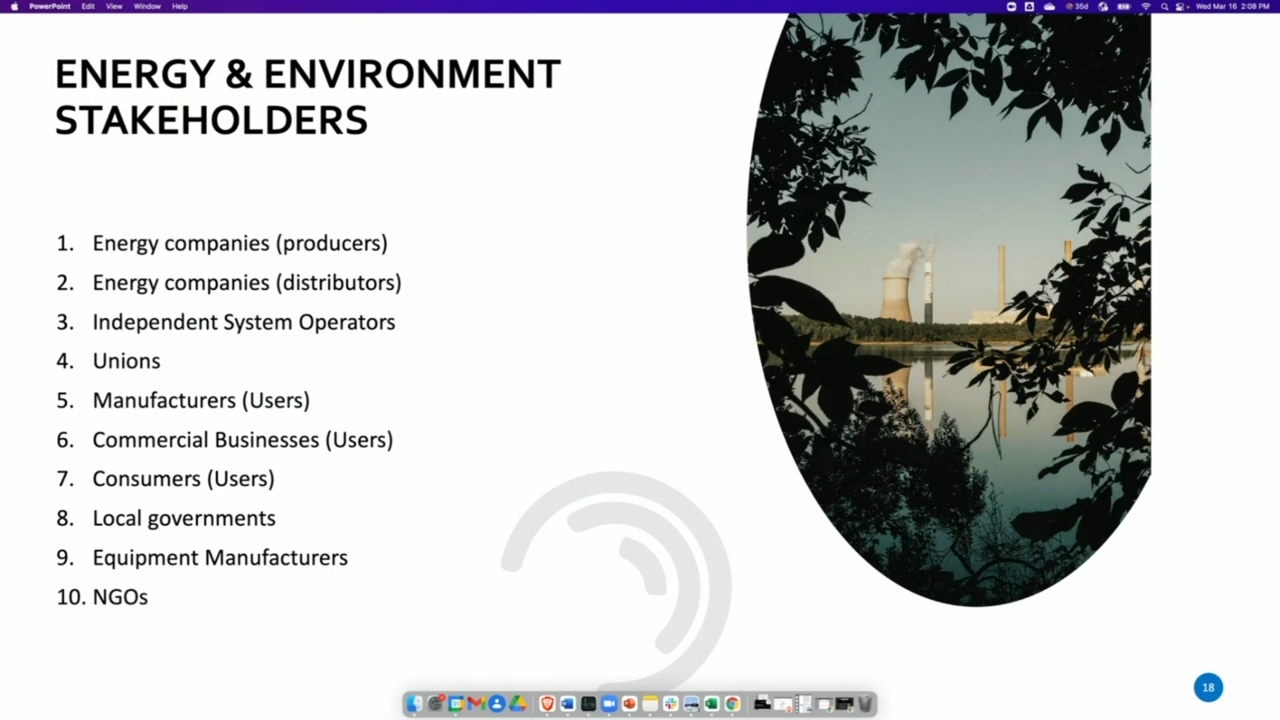 PowerPoint Edit View Window Help
35d Wed Mar 16 2:08 PM
ENERGY & ENVIRONMENT
STAKEHOLDERS
1. Energy companies (producers)
2. Energy companies (distributors)
3. Independent System Operators
4. Unions
5. Manufacturers (Users)
6. Commercial Businesses (Users)
7. Consumers (Users)
8. Local governments
9. Equipment Manufacturers
10. NGOs
18